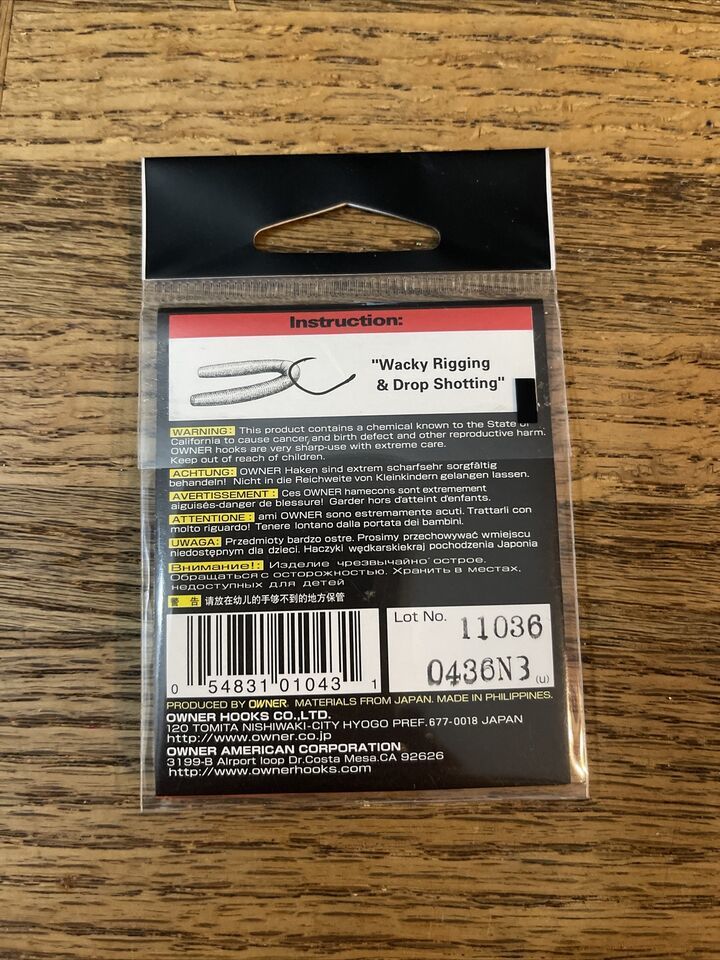 Instruction:
"Wacky Rigging
& Drop Shotting"
WARNING: This product contains a chemical known to the State of
California to cause cancer and birth defect and other reproductive harm.
OWNER hooks are very sharp-use with extreme care.
Keep out of reach of children.
ACHTUNG: OWNER Haken sind extrem scharfsehr sorgfältig
behandeln! Nicht in die Reichweite von Kleinkindern gelangen lassen.
AVERTISSEMENT: Ces OWNER hamecons sont extremement
aiguisés-danger de blessure! Garder hors d'atteint d'enfants.
ATTENTIONE: ami OWNER sono estremamente acuti. Trattarli con
molto riguardo! Tenere lontano dalla portata dei bambini.
UWAGA: Przedmioty bardzo ostre. Prosimy przechowywać wmiejscu
niedostępnym dla dzieci. Haczyki wędkarskiekraj pochodzenia Japonia
Внимание!: Изделие чрезвычайно острое.
Обращаться с осторожностью. Хранить в местах,
недоступных для детей
警 告 请放在幼儿的手够不到的地方保管
Lot No. 11036
0436N3 (u)
0 54831 01043 1
PRODUCED BY OWNER. MATERIALS FROM JAPAN. MADE IN PHILIPPINES.
OWNER HOOKS CO.,LTD.
120 TOMITA NISHIWAKI-CITY HYOGO PREF.677-0018 JAPAN
http://www.owner.co.jp
OWNER AMERICAN CORPORATION
3199-B Airport loop Dr.Costa Mesa.CA 92626
http://www.ownerhooks.com